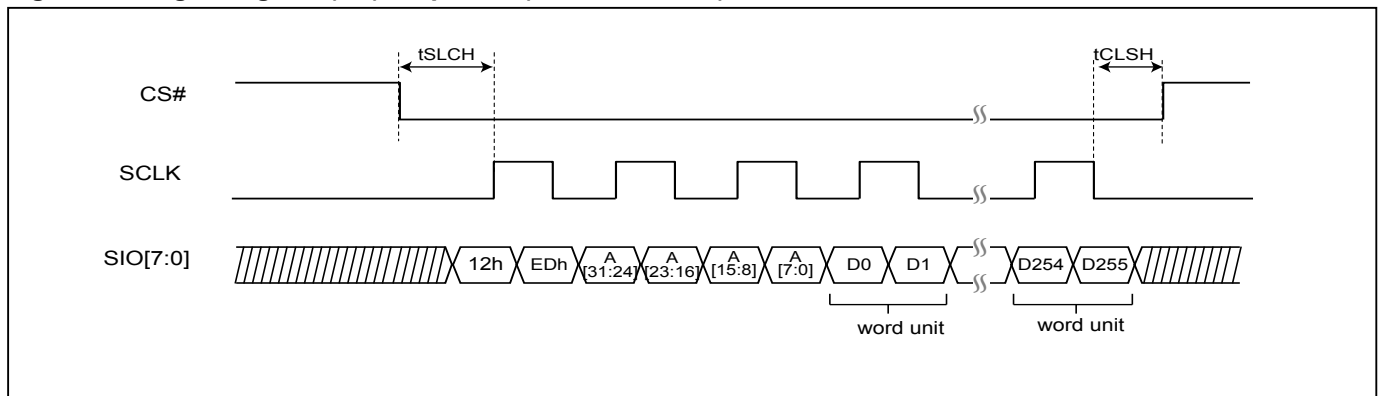 tSLCH
tCLSH
CS#
SCLK
SIO[7:0]
12h
EDh
A
[31:24]
A
[23:16]
A
[15:8]
A
[7:0]
D0
D1
D254
D255
word unit
word unit